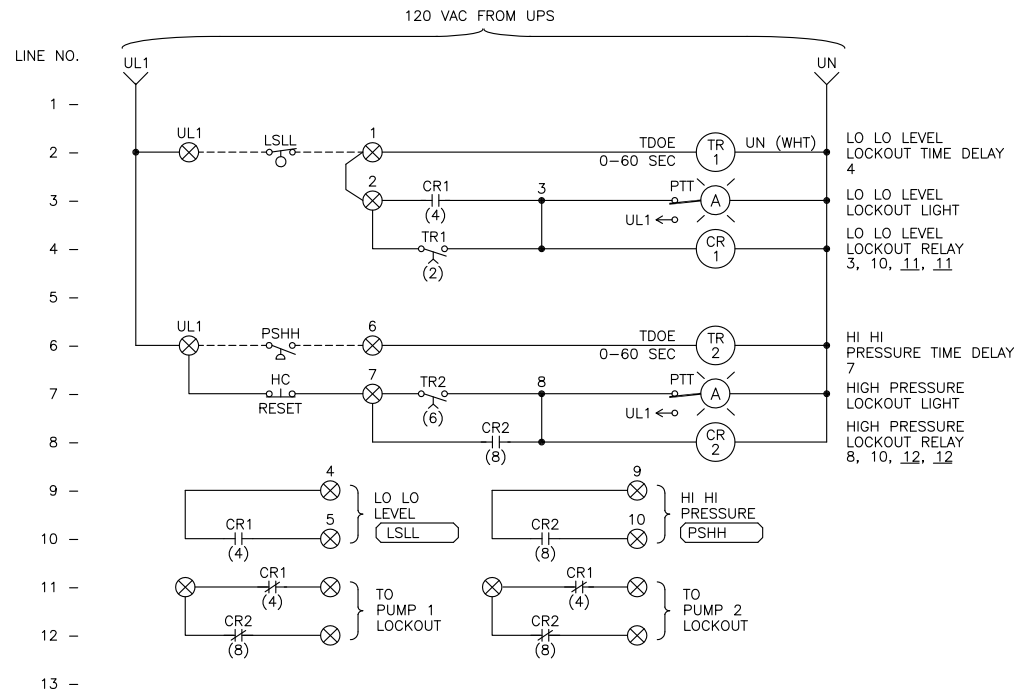 120 VAC FROM UPS
LINE NO.
UL1
UN
1 –
UL1
LSLL
1
2 –
TDOE
0–60 SEC
TR
1
UN (WHT)
LO LO LEVEL
LOCKOUT TIME DELAY
4
2
CR1
(4)
3
3 –
PTT
UL1
A
LO LO LEVEL
LOCKOUT LIGHT
TR1
(2)
4 –
CR
1
LO LO LEVEL
LOCKOUT RELAY
3, 10, 11, 11
5 –
UL1
PSHH
6
6 –
TDOE
0–60 SEC
TR
2
HI HI
PRESSURE TIME DELAY
7
HC
RESET
7
TR2
(6)
8
7 –
PTT
UL1
A
HIGH PRESSURE
LOCKOUT LIGHT
CR2
(8)
8 –
CR
2
HIGH PRESSURE
LOCKOUT RELAY
8, 10, 12, 12
9 –
4
LO LO
LEVEL
LSLL
9
HI HI
PRESSURE
PSHH
10 –
CR1
(4)
5
CR2
(8)
10
11 –
CR1
(4)
TO
PUMP 1
LOCKOUT
CR1
(4)
TO
PUMP 2
LOCKOUT
12 –
CR2
(8)
CR2
(8)
13 –